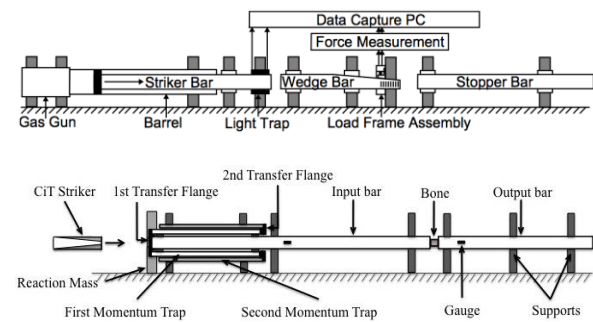 Data Capture PC
Force Measurement
Striker Bar
Wedge Bar
Stopper Bar
Gas Gun
Barrel
Light Trap
Load Frame Assembly
2nd Transfer Flange
CiT Striker
1st Transfer Flange
Input bar
Bone
Output bar
Reaction Mass
First Momentum Trap
Second Momentum Trap
Gauge
Supports